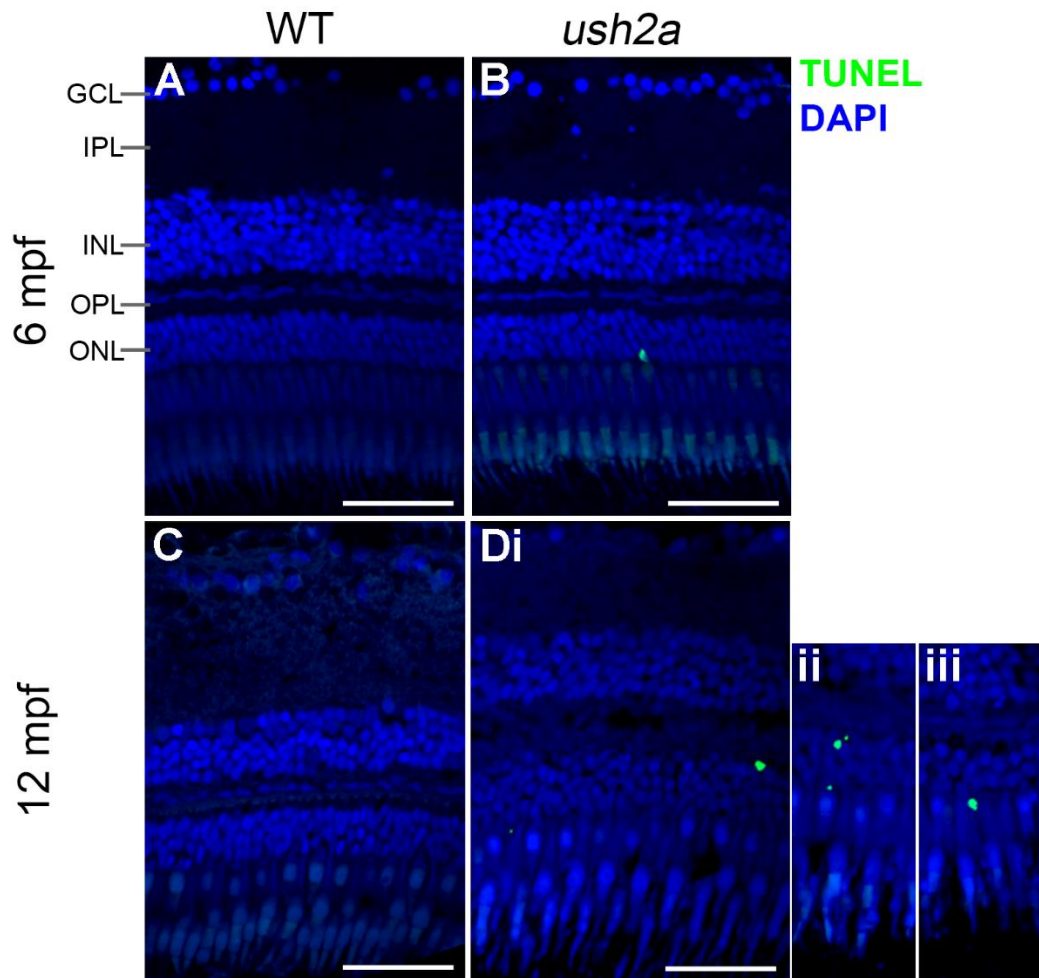 WT
ush2a
TUNEL
DAPI
6 mpf
GCL
IPL
INL
OPL
ONL
A
B
12 mpf
C
Di
ii
iii